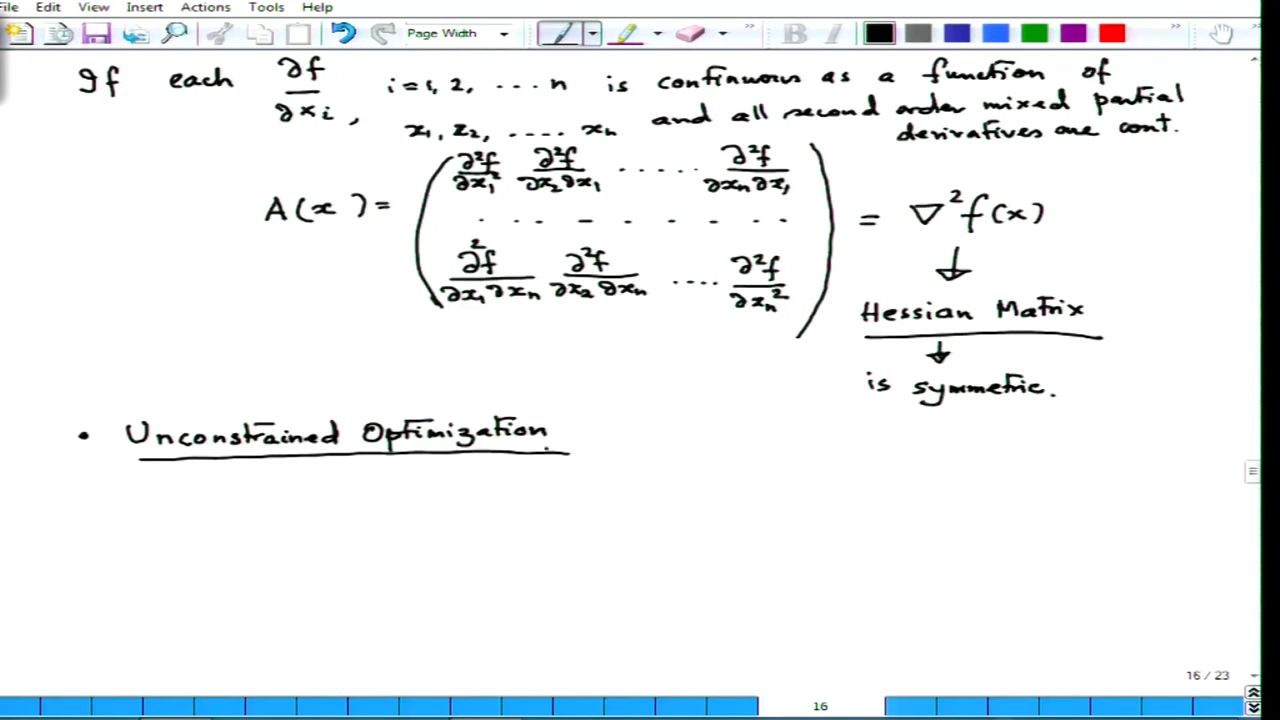 File Edit View Insert Actions Tools Help
Page Width
If each ∂f/∂xᵢ, i = 1, 2, .... n is continuous as a function of
x₁, x₂, .... xₙ and all second order mixed partial
derivatives are cont.
A(x) = ( ∂²f/∂x₁² ∂²f/∂x₂∂x₁ ...... ∂²f/∂xₙ∂x₁
. . . – . – . . . = ∇²f(x)
∂²f/∂x₁∂xₙ ∂²f/∂x₂∂xₙ .... ∂²f/∂xₙ² )
↓
Hessian Matrix
↓
is symmetric.
• Unconstrained Optimization.
16 / 23
16